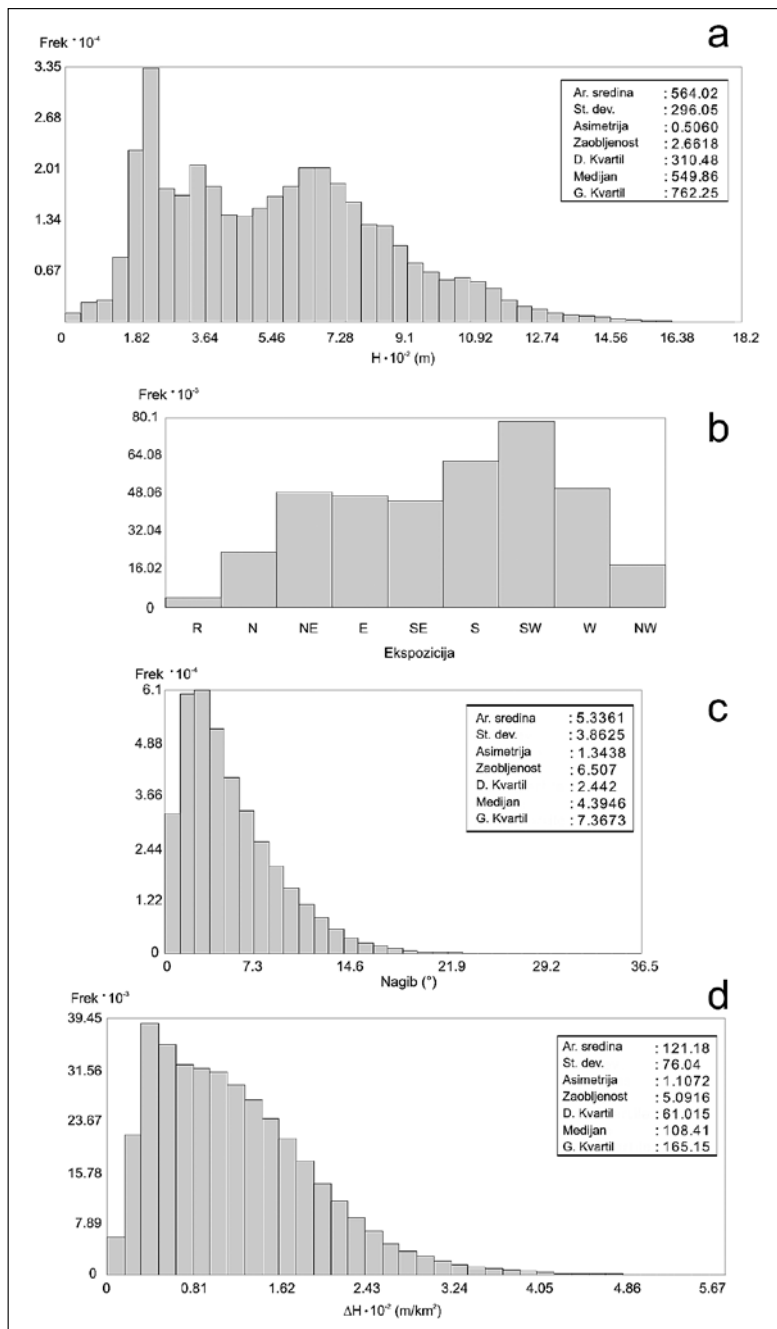 a
Frek · 10⁻⁴
3.35
2.68
2.01
1.34
0.67
Ar. sredina : 564.02
St. dev. : 296.05
Asimetrija : 0.5060
Zaobljenost : 2.6618
D. Kvartil : 310.48
Medijan : 549.86
G. Kvartil : 762.25
0 1.82 3.64 5.46 7.28 9.1 10.92 12.74 14.56 16.38 18.2
H · 10⁻² (m)
b
Frek · 10⁻⁵
80.1
64.08
48.06
32.04
16.02
0
R N NE E SE S SW W NW
Ekspozicija
c
Frek · 10⁻⁴
6.1
4.88
3.66
2.44
1.22
0
Ar. sredina : 5.3361
St. dev. : 3.8625
Asimetrija : 1.3438
Zaobljenost : 6.507
D. Kvartil : 2.442
Medijan : 4.3946
G. Kvartil : 7.3673
0 7.3 14.6 21.9 29.2 36.5
Nagib (°)
d
Frek · 10⁻³
39.45
31.56
23.67
15.78
7.89
0
Ar. sredina : 121.18
St. dev. : 76.04
Asimetrija : 1.1072
Zaobljenost : 5.0916
D. Kvartil : 61.015
Medijan : 108.41
G. Kvartil : 165.15
0 0.81 1.62 2.43 3.24 4.05 4.86 5.67
ΔH · 10⁻² (m/km²)